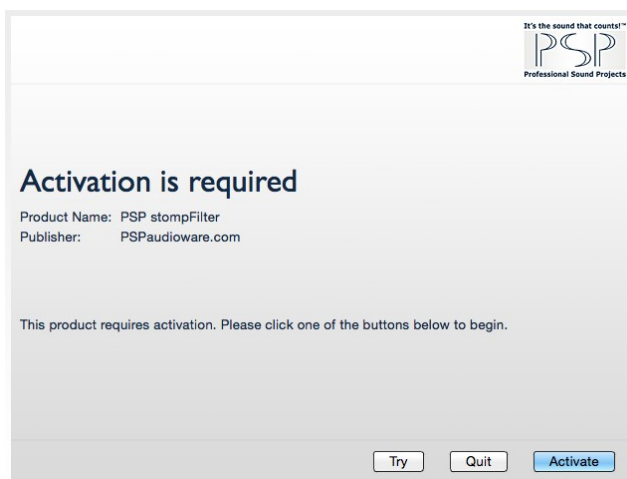 It's the sound that counts!™
PSP
Professional Sound Projects
Activation is required
Product Name: PSP stompFilter
Publisher: PSPaudioware.com
This product requires activation. Please click one of the buttons below to begin.
Try Quit Activate